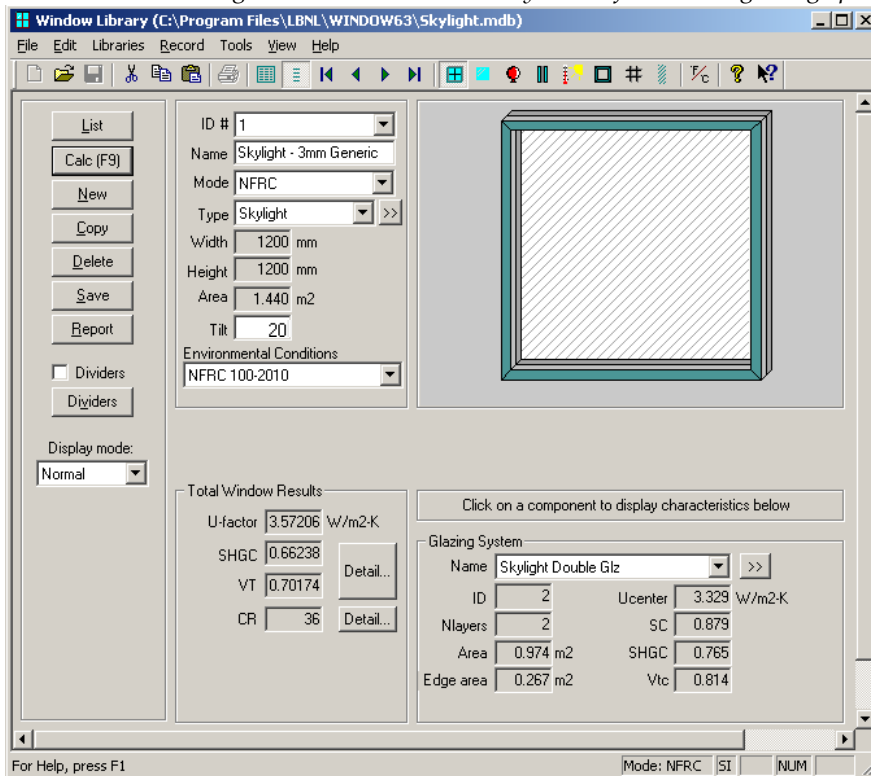 Window Library (C:\Program Files\LBNL\WINDOW63\Skylight.mdb)
File Edit Libraries Record Tools View Help
F/C
List
Calc (F9)
New
Copy
Delete
Save
Report
Dividers
Dividers
Display mode:
Normal
ID # 1
Name Skylight - 3mm Generic
Mode NFRC
Type Skylight >>
Width 1200 mm
Height 1200 mm
Area 1.440 m2
Tilt 20
Environmental Conditions
NFRC 100-2010
Total Window Results
U-factor 3.57206 W/m2-K
SHGC 0.66238
VT 0.70174
Detail...
CR 36 Detail...
Click on a component to display characteristics below
Glazing System
Name Skylight Double Glz >>
ID 2 Ucenter 3.329 W/m2-K
Nlayers 2 SC 0.879
Area 0.974 m2 SHGC 0.765
Edge area 0.267 m2 Vtc 0.814
For Help, press F1 Mode: NFRC SI NUM